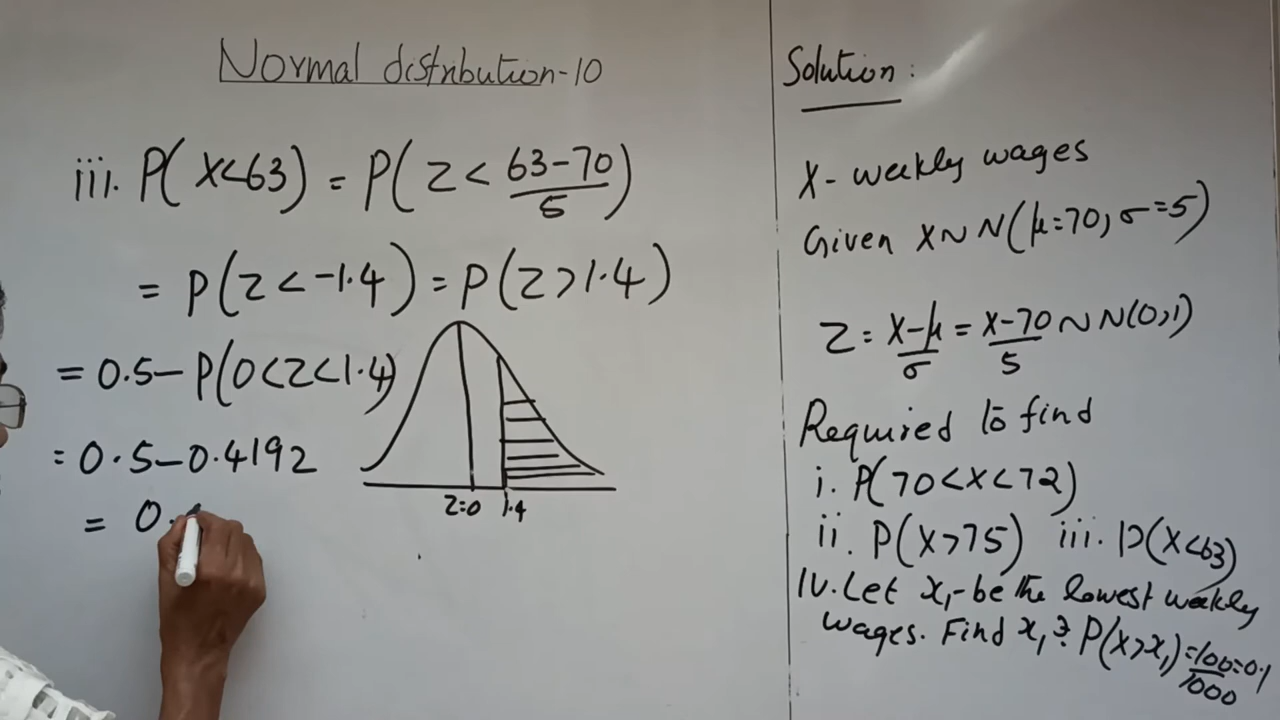 Normal distribution-10
iii. P(X<63) = P(Z < 63-70/5)
= P(Z < -1.4) = P(Z > 1.4)
= 0.5 - P(0<Z<1.4)
= 0.5 - 0.4192
= 0.
Z=0 1.4
Solution:
X - weekly wages
Given X ~ N(μ=70, σ=5)
Z = X-μ/σ = X-70/5 ~ N(0,1)
Required to find
i. P(70<X<72)
ii. P(X>75) iii. P(X<63)
IV. Let x₁-be the lowest weekly
wages. Find x₁? P(X>x₁) = 100/1000 = 0.1